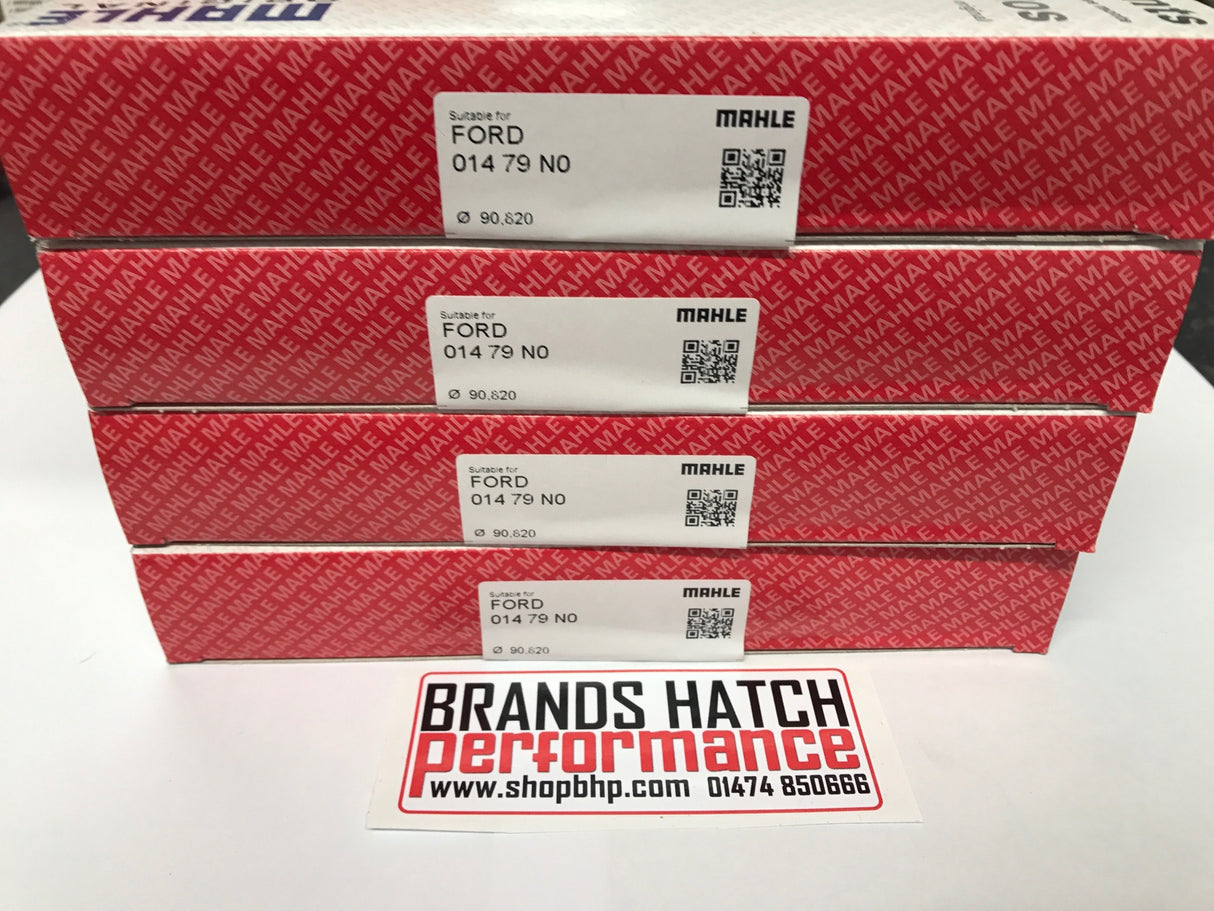 MAHLE
ORIGINAL
Suitable for
FORD
014 79 N0
Ø 90,820
MAHLE
Suitable for
FORD
014 79 N0
Ø 90,820
MAHLE
Suitable for
FORD
014 79 N0
Ø 90,820
MAHLE
Suitable for
FORD
014 79 N0
Ø 90,820
MAHLE
BRANDS HATCH
performance
www.shopbhp.com 01474 850666